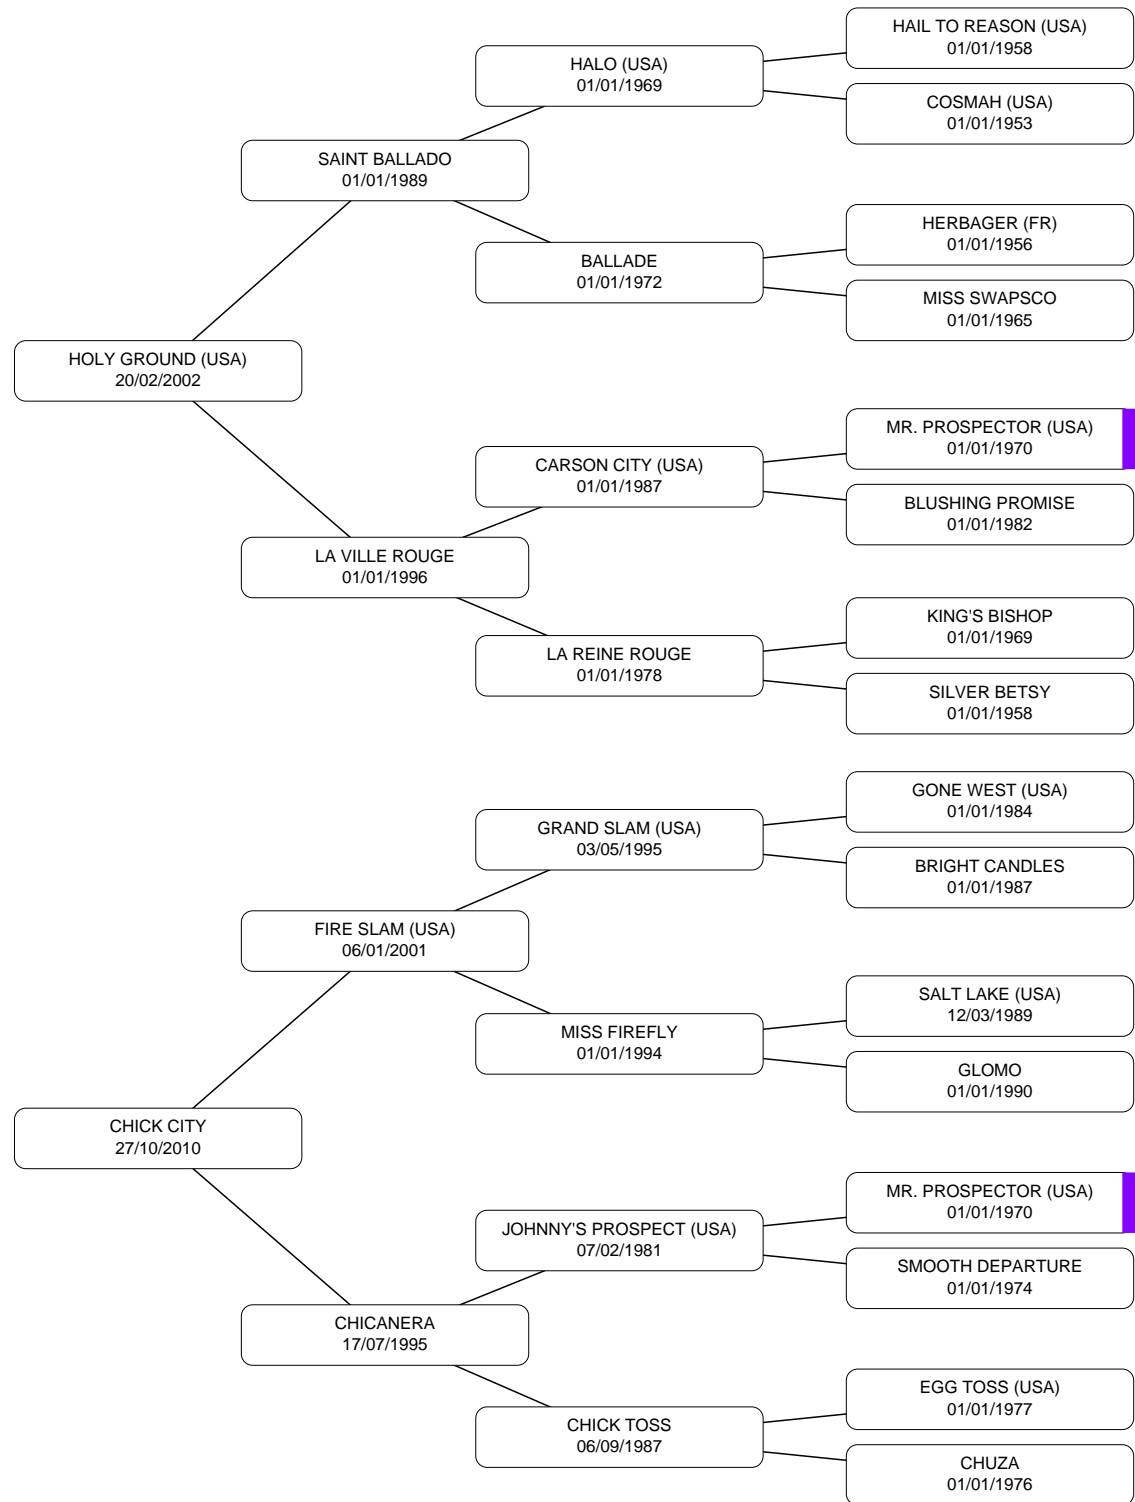 HAIL TO REASON (USA)
01/01/1958
HALO (USA)
01/01/1969
COSMAH (USA)
01/01/1953
SAINT BALLADO
01/01/1989
HERBAGER (FR)
01/01/1956
BALLADE
01/01/1972
MISS SWAPSCO
01/01/1965
HOLY GROUND (USA)
20/02/2002
MR. PROSPECTOR (USA)
01/01/1970
CARSON CITY (USA)
01/01/1987
BLUSHING PROMISE
01/01/1982
LA VILLE ROUGE
01/01/1996
KING'S BISHOP
01/01/1969
LA REINE ROUGE
01/01/1978
SILVER BETSY
01/01/1958
GONE WEST (USA)
01/01/1984
GRAND SLAM (USA)
03/05/1995
BRIGHT CANDLES
01/01/1987
FIRE SLAM (USA)
06/01/2001
SALT LAKE (USA)
12/03/1989
MISS FIREFLY
01/01/1994
GLOMO
01/01/1990
CHICK CITY
27/10/2010
MR. PROSPECTOR (USA)
01/01/1970
JOHNNY'S PROSPECT (USA)
07/02/1981
SMOOTH DEPARTURE
01/01/1974
CHICANERA
17/07/1995
EGG TOSS (USA)
01/01/1977
CHICK TOSS
06/09/1987
CHUZA
01/01/1976